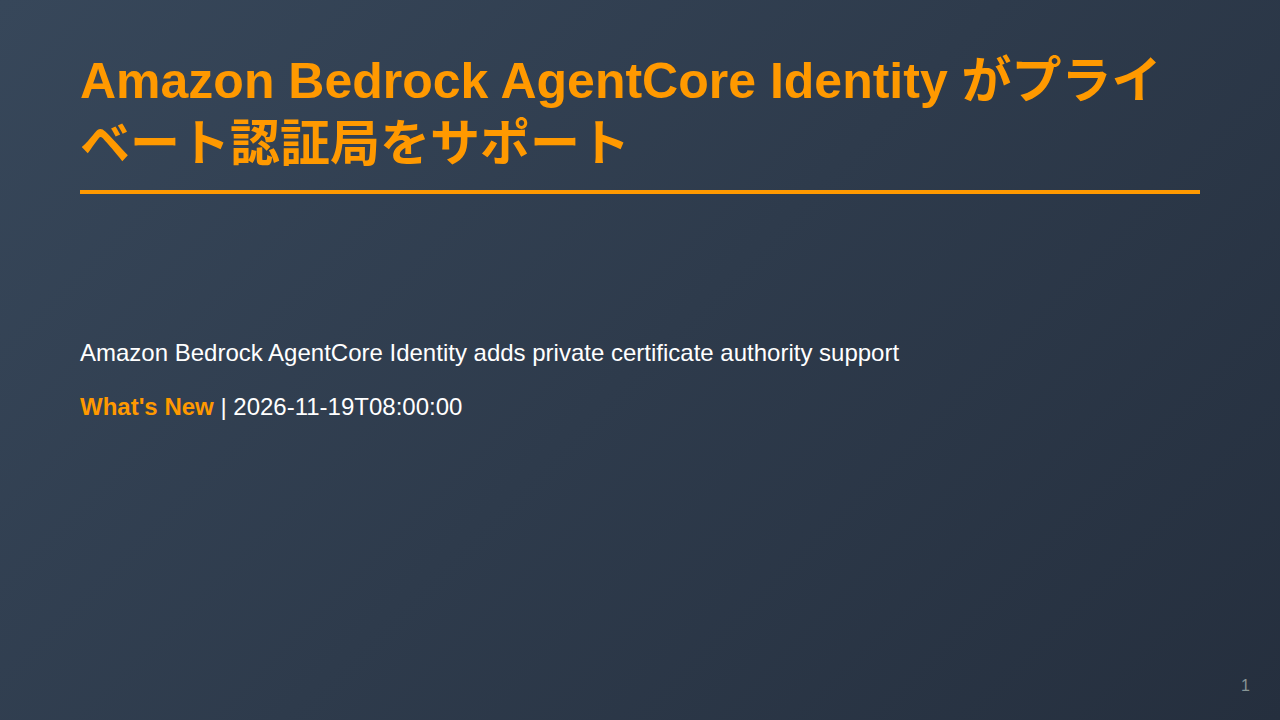 Amazon Bedrock AgentCore Identity がプライ
ベート認証局をサポート
Amazon Bedrock AgentCore Identity adds private certificate authority support
What's New | 2026-11-19T08:00:00
1